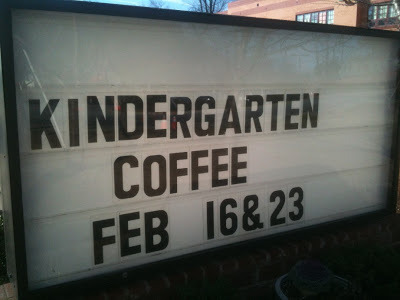 KINDERGARTEN
COFFEE
FEB 16 & 23